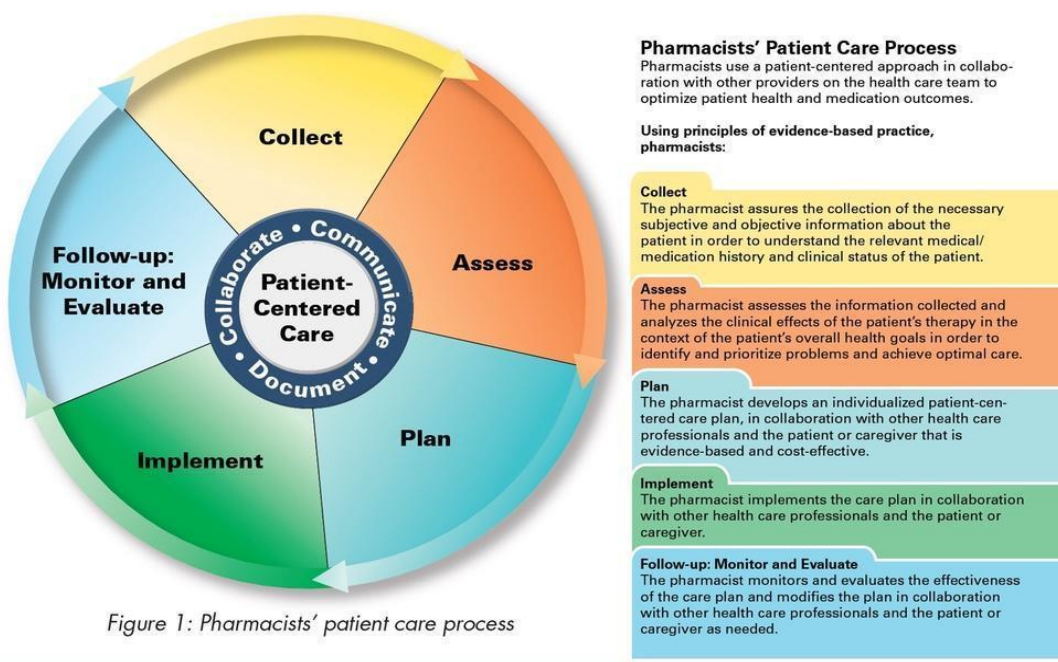 Collect
Assess
Plan
Implement
Follow-up:
Monitor and
Evaluate
Collaborate • Communicate • Document •
Patient-
Centered
Care
Figure 1: Pharmacists’ patient care process
Pharmacists’ Patient Care Process
Pharmacists use a patient-centered approach in collabo-
ration with other providers on the health care team to
optimize patient health and medication outcomes.
Using principles of evidence-based practice,
pharmacists:
Collect
The pharmacist assures the collection of the necessary
subjective and objective information about the
patient in order to understand the relevant medical/
medication history and clinical status of the patient.
Assess
The pharmacist assesses the information collected and
analyzes the clinical effects of the patient’s therapy in the
context of the patient’s overall health goals in order to
identify and prioritize problems and achieve optimal care.
Plan
The pharmacist develops an individualized patient-cen-
tered care plan, in collaboration with other health care
professionals and the patient or caregiver that is
evidence-based and cost-effective.
Implement
The pharmacist implements the care plan in collaboration
with other health care professionals and the patient or
caregiver.
Follow-up: Monitor and Evaluate
The pharmacist monitors and evaluates the effectiveness
of the care plan and modifies the plan in collaboration
with other health care professionals and the patient or
caregiver as needed.